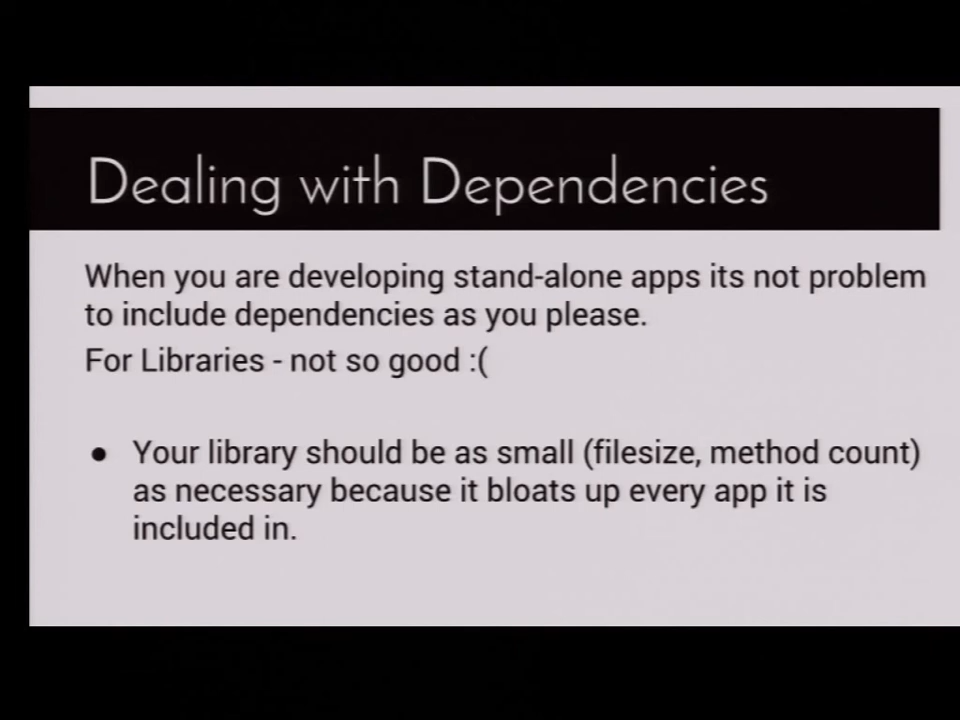 Dealing with Dependencies
When you are developing stand-alone apps its not problem
to include dependencies as you please.
For Libraries - not so good :(
● Your library should be as small (filesize, method count)
as necessary because it bloats up every app it is
included in.